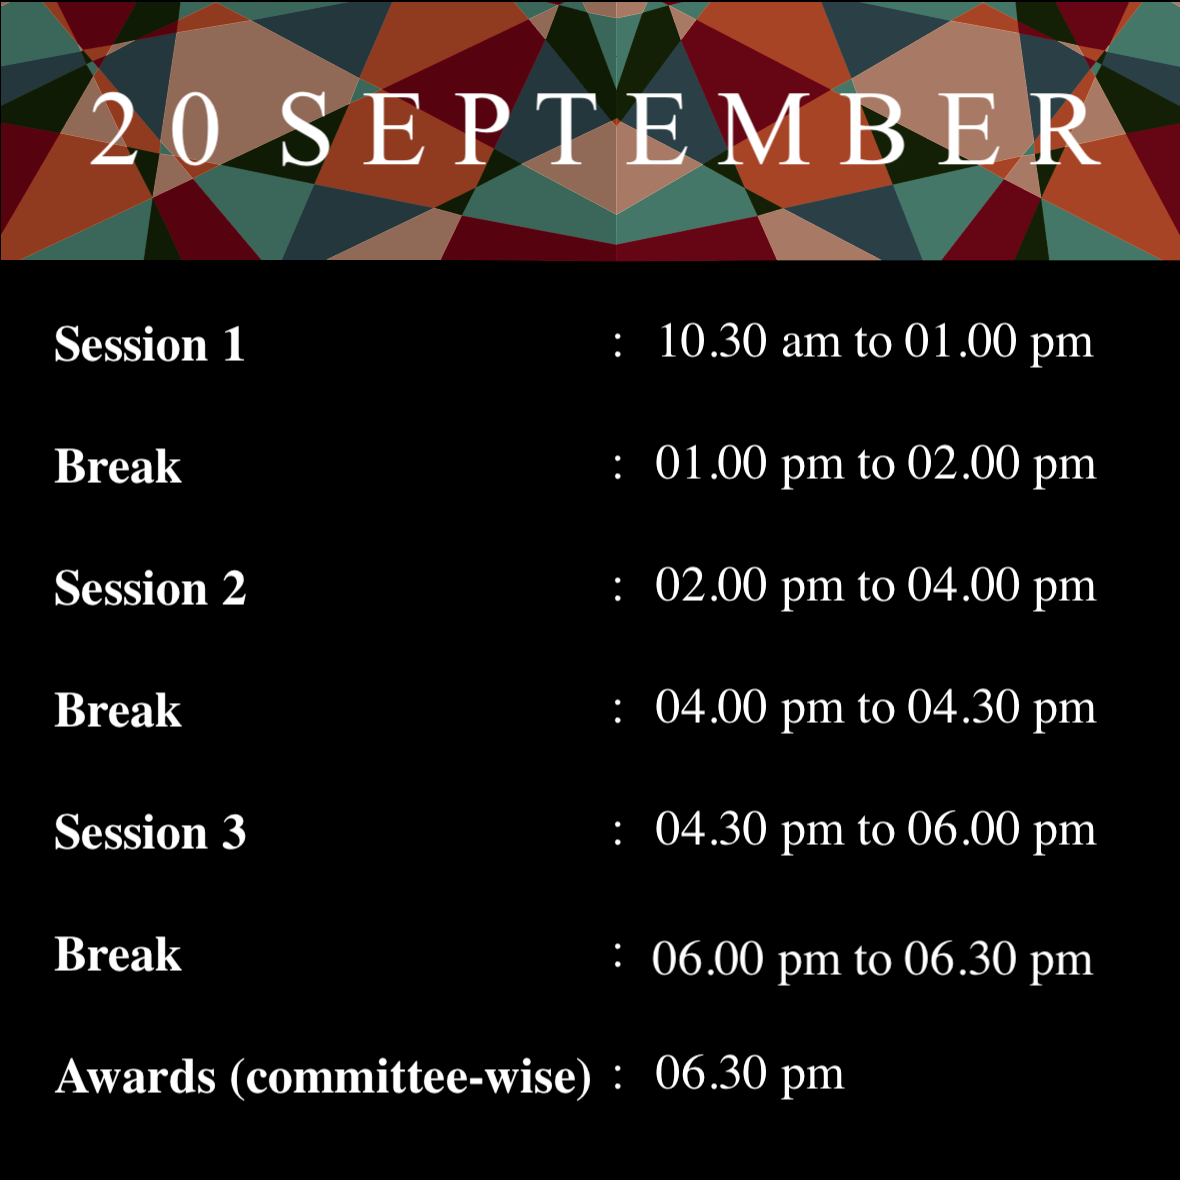 20 SEPTEMBER
Session 1 : 10.30 am to 01.00 pm
Break : 01.00 pm to 02.00 pm
Session 2 : 02.00 pm to 04.00 pm
Break : 04.00 pm to 04.30 pm
Session 3 : 04.30 pm to 06.00 pm
Break : 06.00 pm to 06.30 pm
Awards (committee-wise) : 06.30 pm